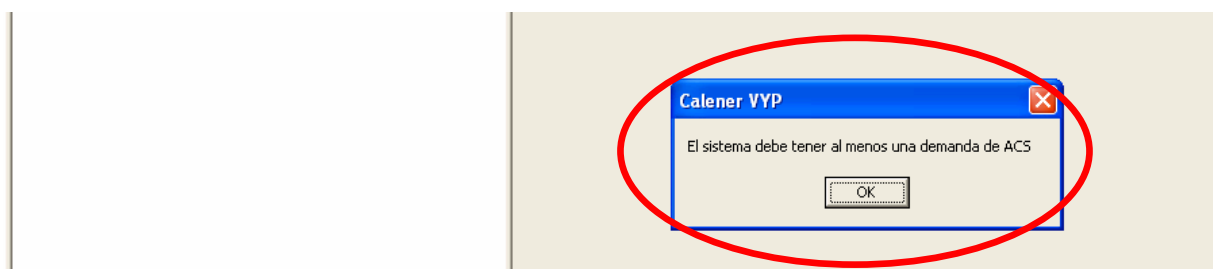 Calener VYP
El sistema debe tener al menos una demanda de ACS
OK